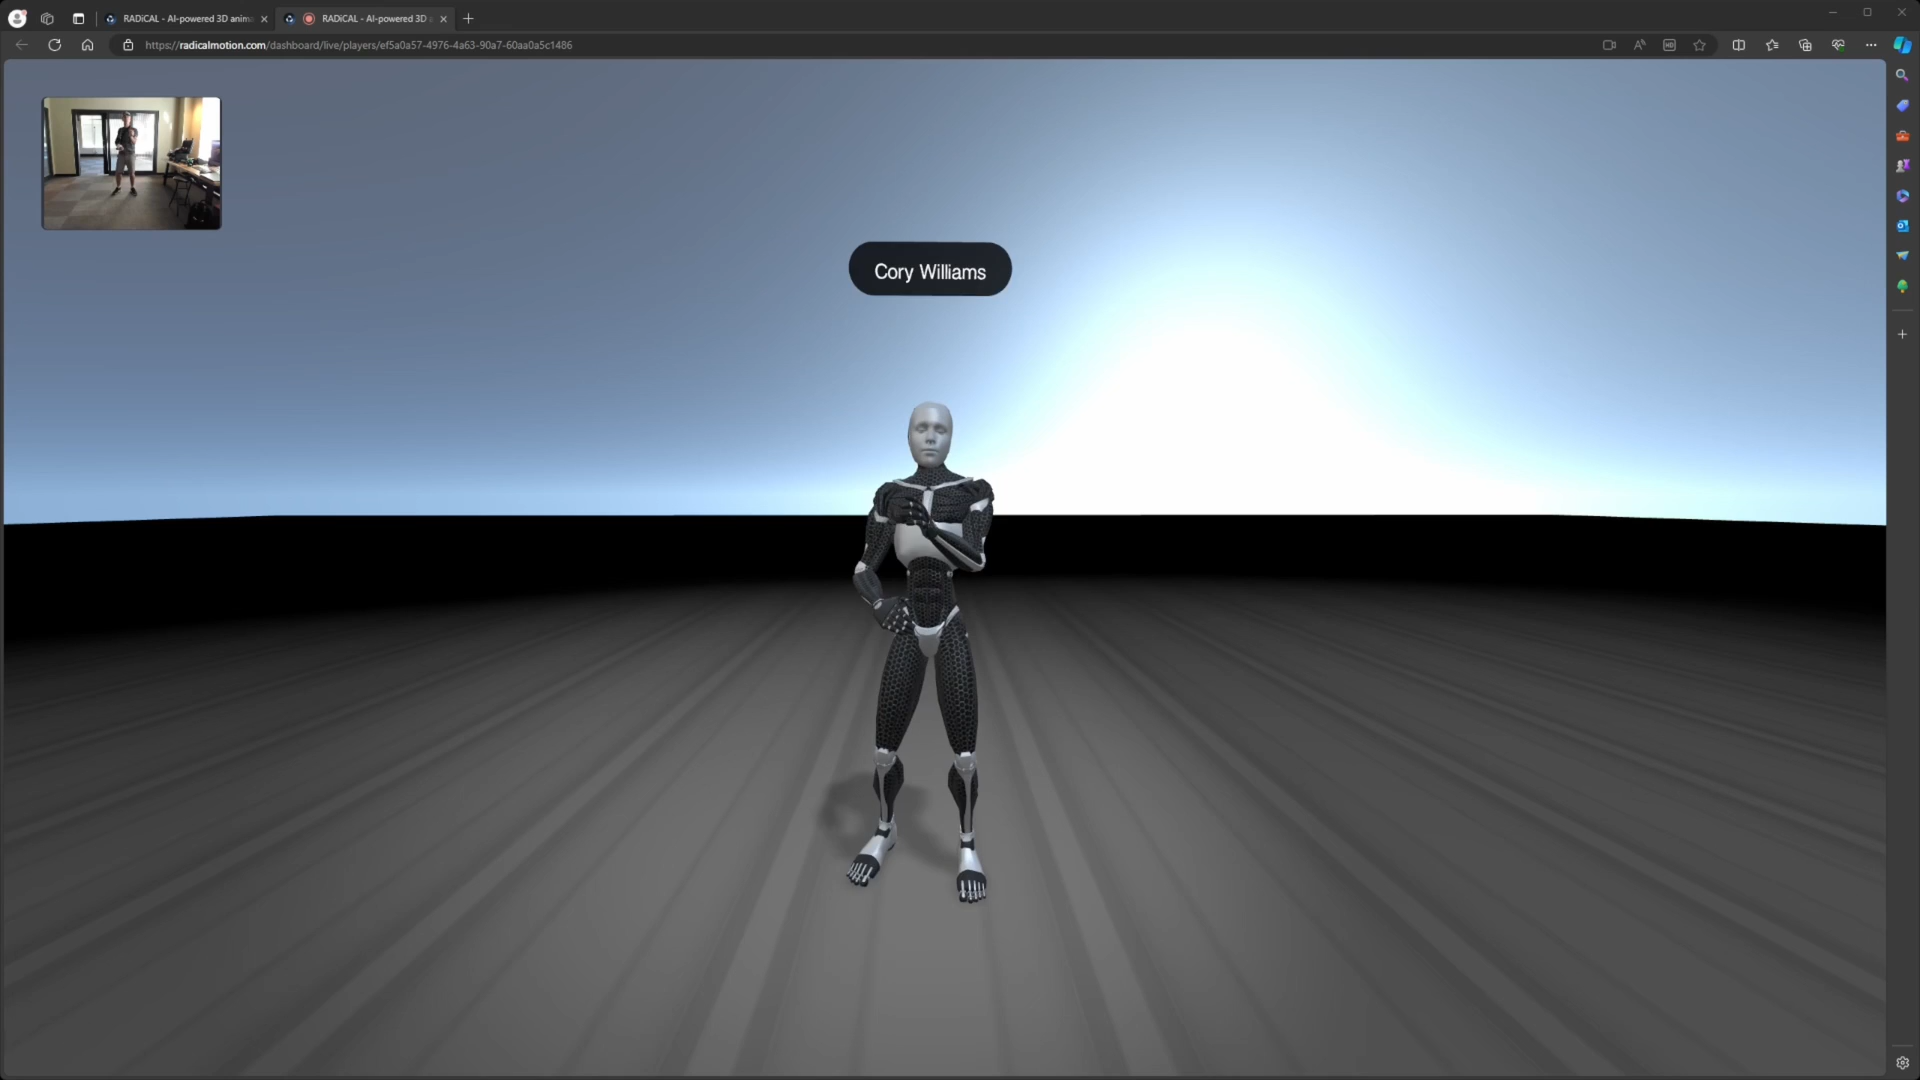 RADiCAL - AI-powered 3D anima
RADiCAL - AI-powered 3D
https://radicalmotion.com/dashboard/live/players/ef5a0a57-4976-4a63-90a7-60aa0a5c1486
Cory Williams